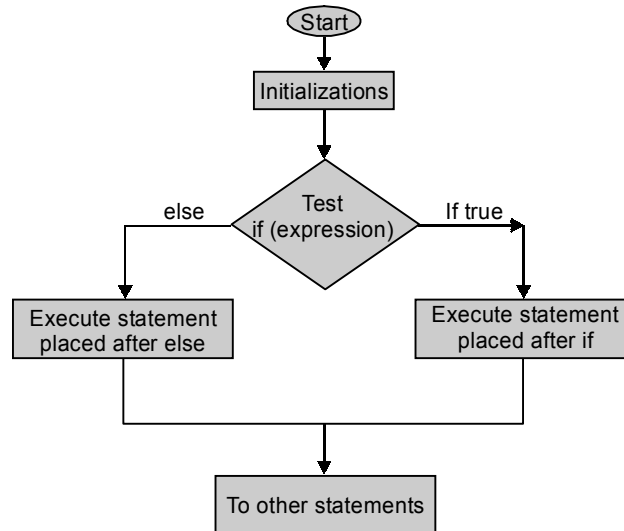 Start
Initializations
Test
if (expression)
else
If true
Execute statement
placed after else
Execute statement
placed after if
To other statements